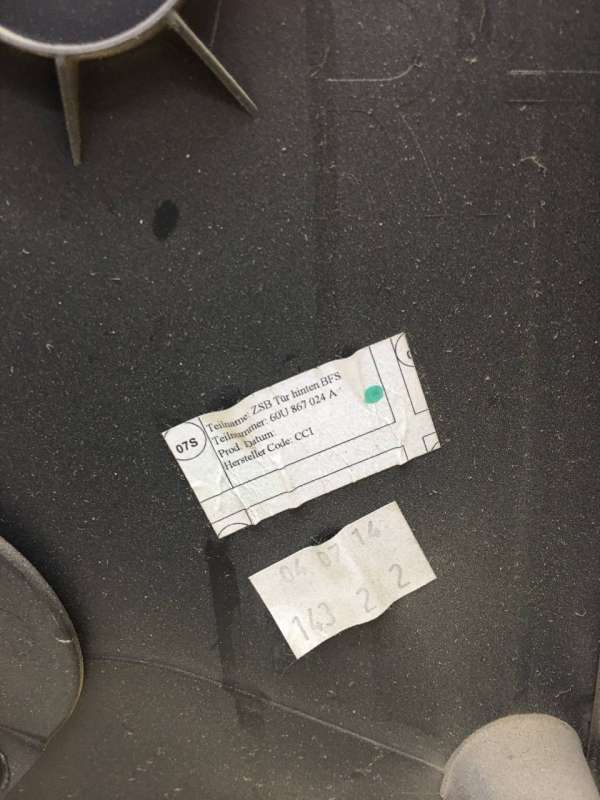 07S
Teilname: ZSB Tür hinten BFS
Teilnummer: 60U 867 024 A
Prod. Datum:
Hersteller Code: CCI
04 07 14
143 2 2